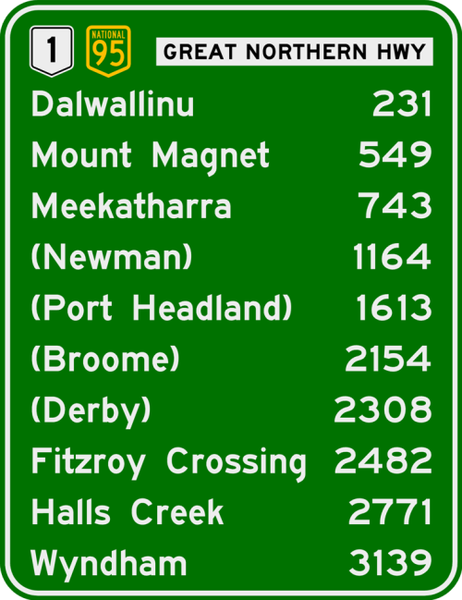 1 NATIONAL 95 GREAT NORTHERN HWY
Dalwallinu 231
Mount Magnet 549
Meekatharra 743
(Newman) 1164
(Port Headland) 1613
(Broome) 2154
(Derby) 2308
Fitzroy Crossing 2482
Halls Creek 2771
Wyndham 3139